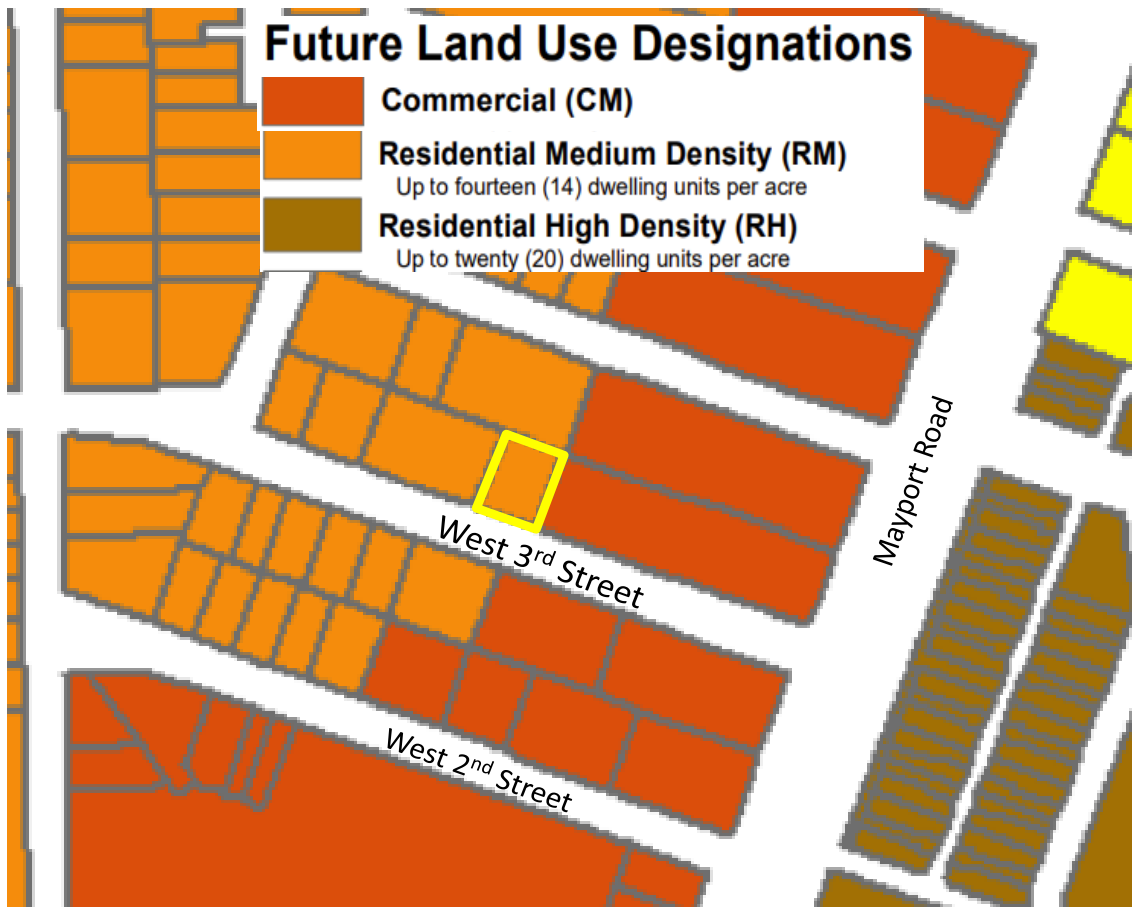 Future Land Use Designations
Commercial (CM)
Residential Medium Density (RM)
Up to fourteen (14) dwelling units per acre
Residential High Density (RH)
Up to twenty (20) dwelling units per acre
Mayport Road
West 3rd Street
West 2nd Street